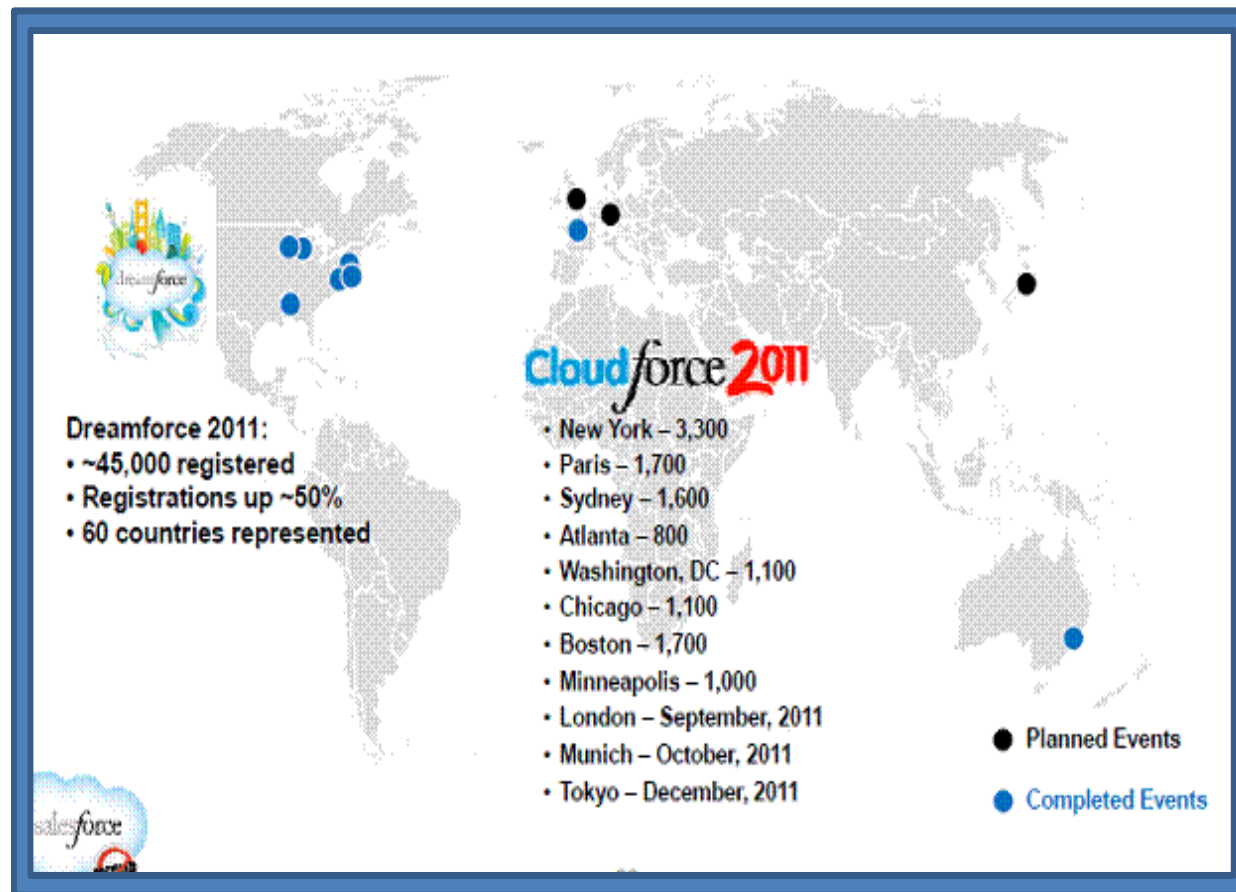 dreamforce
Cloudforce 2011
Dreamforce 2011:
• ~45,000 registered
• Registrations up ~50%
• 60 countries represented
• New York – 3,300
• Paris – 1,700
• Sydney – 1,600
• Atlanta – 800
• Washington, DC – 1,100
• Chicago – 1,100
• Boston – 1,700
• Minneapolis – 1,000
• London – September, 2011
• Munich – October, 2011
• Tokyo – December, 2011
Planned Events
Completed Events
salesforce